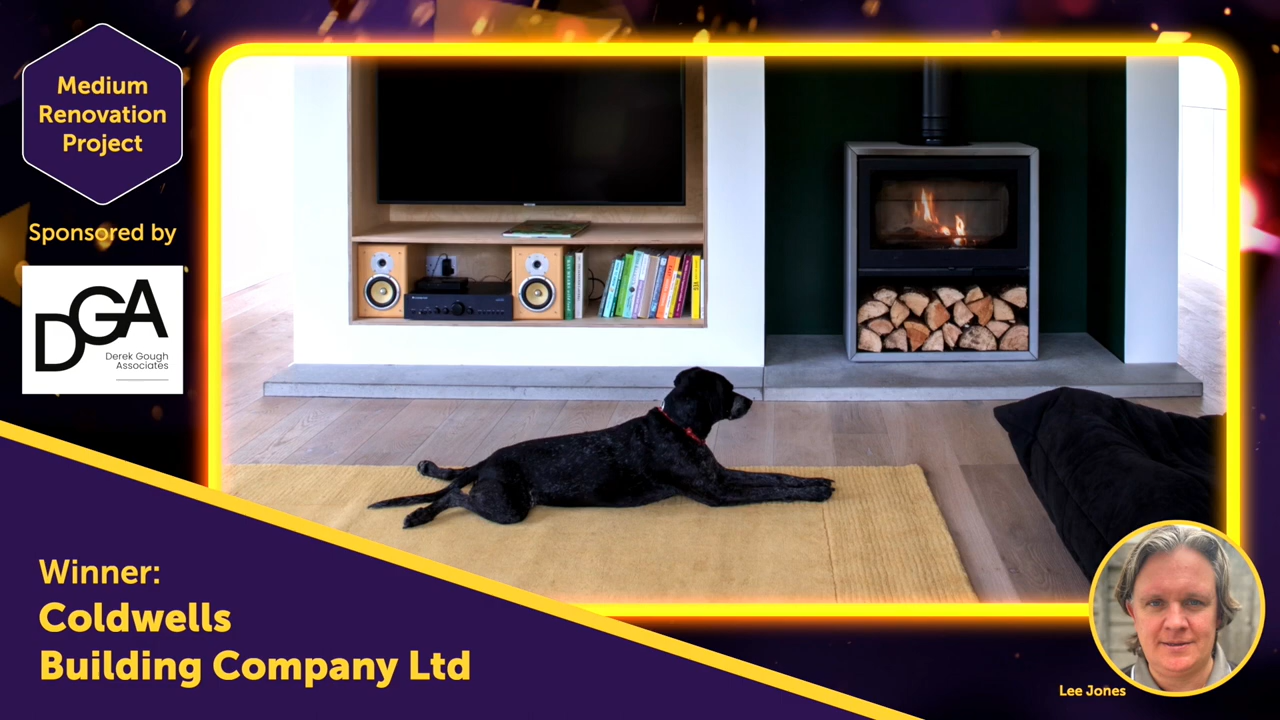 Medium
Renovation
Project
Sponsored by
DGA
Derek Gough
Associates
Winner:
Coldwells
Building Company Ltd
Lee Jones